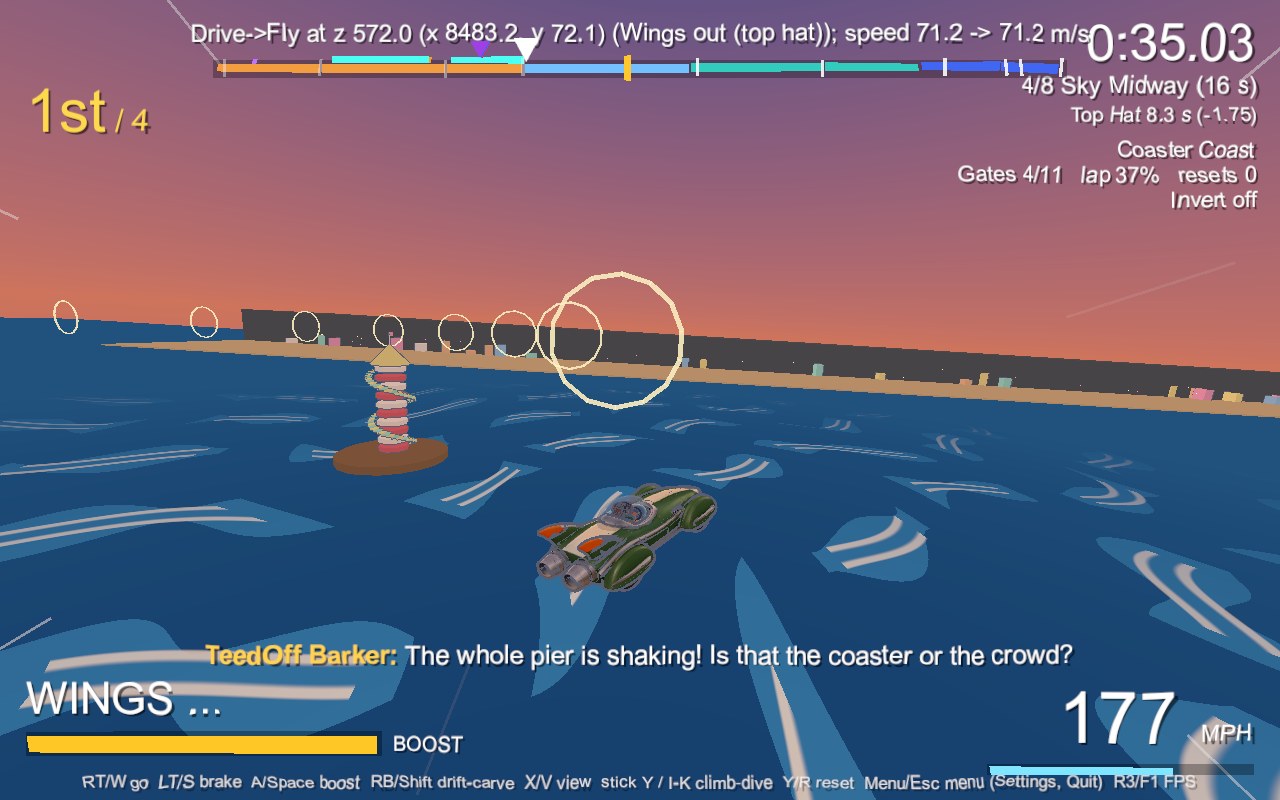 Drive->Fly at z 572.0 (x 8483.2, y 72.1) (Wings out (top hat)); speed 71.2 -> 71.2 m/s
0:35.03
4/8 Sky Midway (16 s)
Top Hat 8.3 s (-1.75)
1st / 4
Coaster Coast
Gates 4/11 lap 37% resets 0
Invert off
TeedOff Barker: The whole pier is shaking! Is that the coaster or the crowd?
WINGS ...
177 MPH
BOOST
RT/W go LT/S brake A/Space boost RB/Shift drift-carve X/V view stick Y / I-K climb-dive Y/R reset Menu/Esc menu (Settings, Quit) R3/F1 FPS